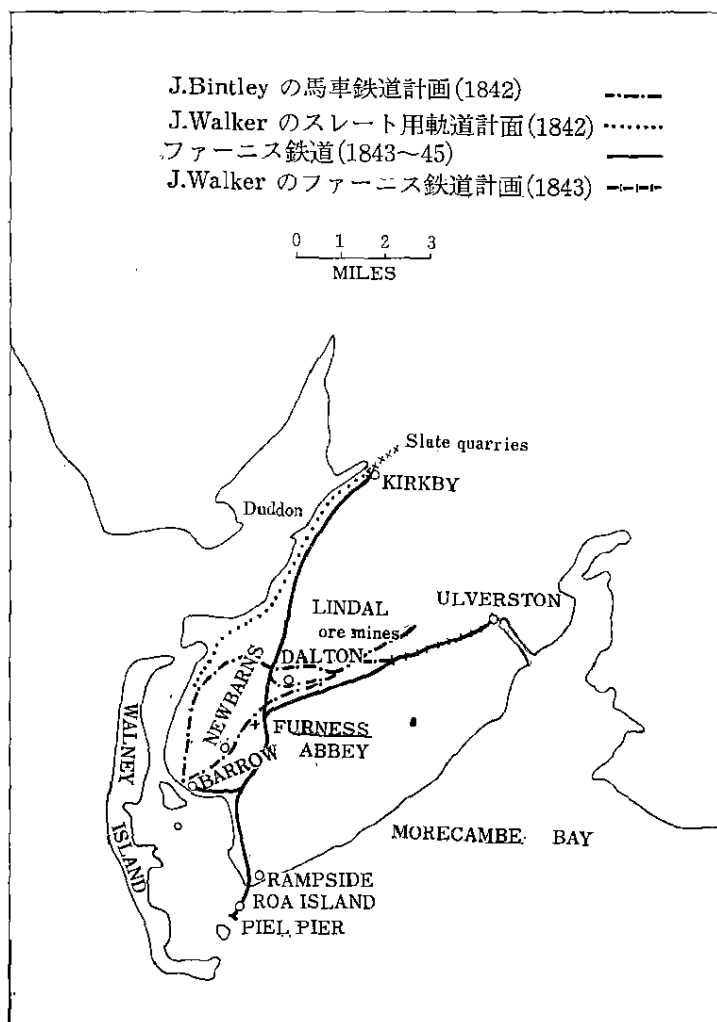 J.Bintley の馬車鉄道計画(1842)
J.Walker のスレート用軌道計面(1842)
ファーニス鉄道(1843〜45)
J.Walker のファーニス鉄道計画(1843)
0 1 2 3
MILES
Slate quarries
KIRKBY
Duddon
ULVERSTON
LINDAL
ore mines
DALTON
NEWBARNS
FURNESS
ABBEY
BARROW
WALNEY
ISLAND
MORECAMBE BAY
RAMPSIDE
ROA ISLAND
PIEL PIER